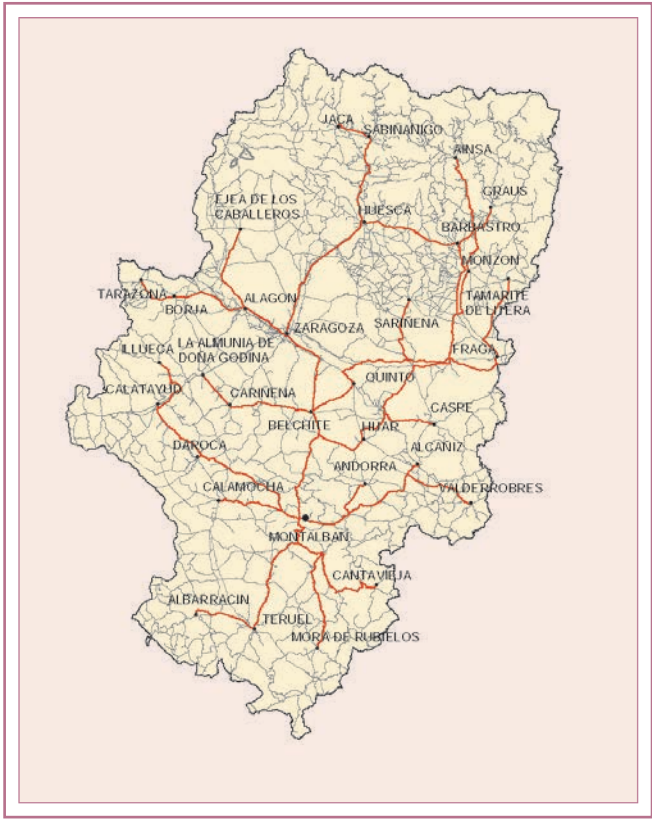 JACA
SABIÑANIGO
AINSA
GRAUS
EJEA DE LOS
CABALLEROS
HUESCA
BARBASTRO
MONZON
TARAZONA
BORJA
ALAGON
TAMARITE
DE LITERA
ZARAGOZA
SARIÑENA
ILLUECA
LA ALMUNIA DE
DOÑA GODINA
FRAGA
CALATAYUD
CARIÑENA
QUINTO
CASPE
BELCHITE
HIJAR
DAROCA
ALCAÑIZ
ANDORRA
CALAMOCHA
VALDERROBRES
MONTALBAN
CANTAVIEJA
ALBARRACIN
TERUEL
MORA DE RUBIELOS